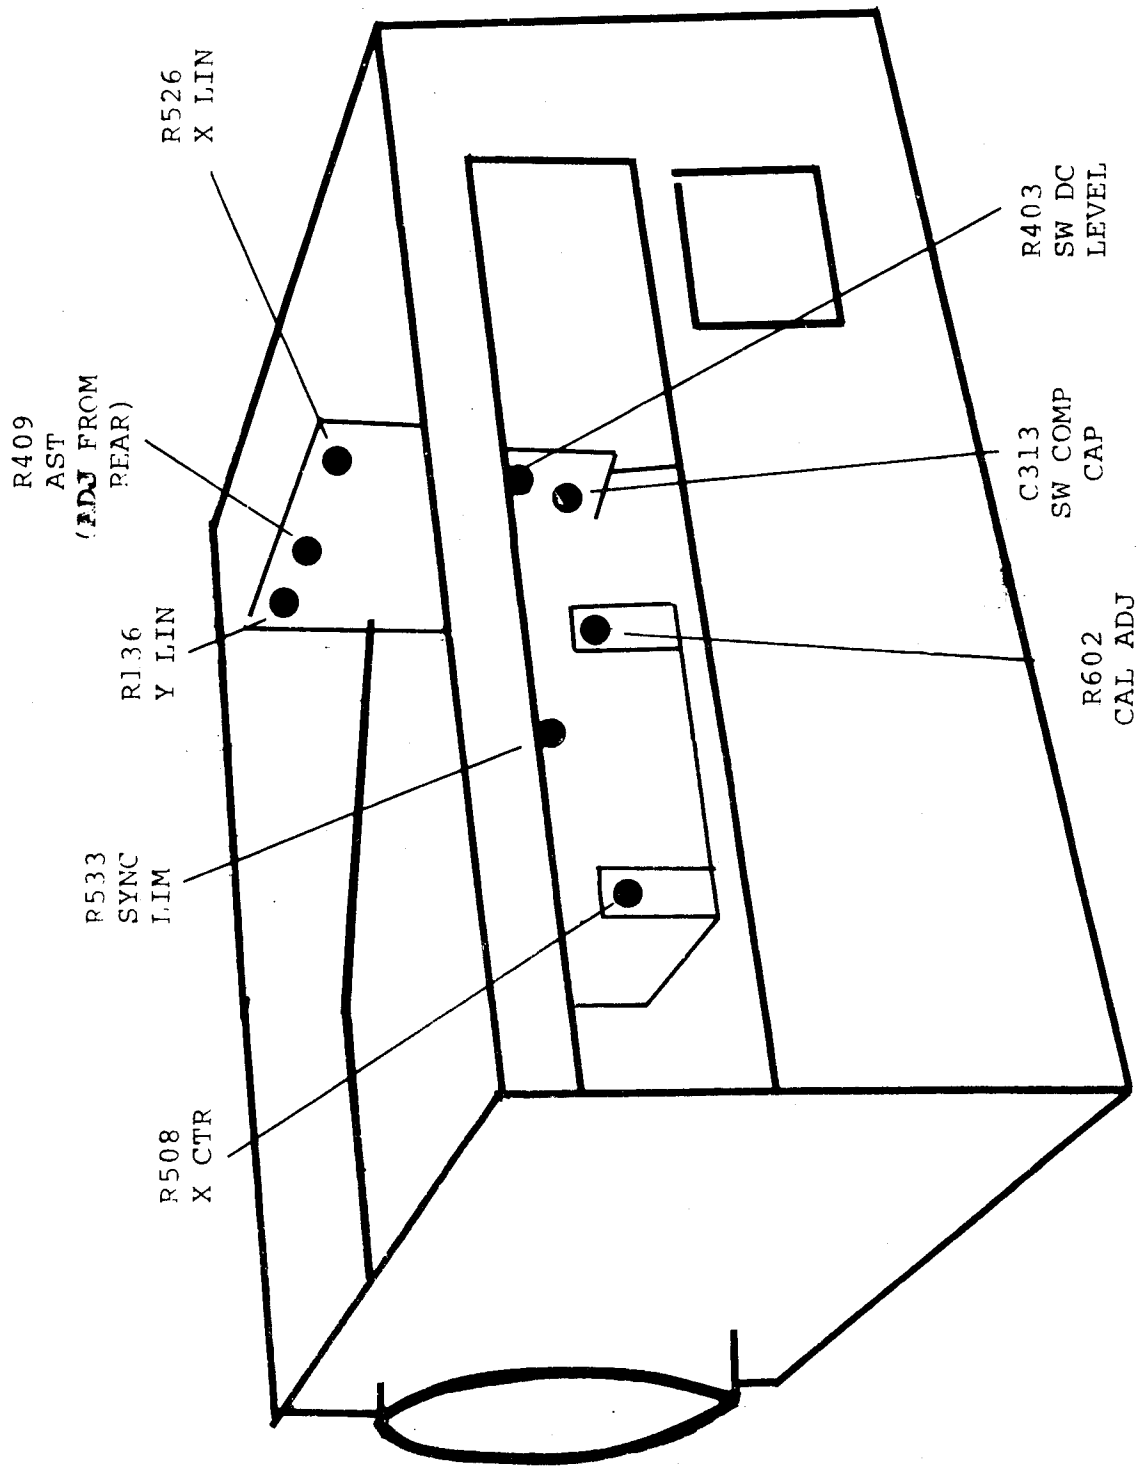 R508
X CTR
R533
SYNC
LIM
R136
Y LIN
R409
AST
(ADJ FROM
REAR)
R526
X LIN
R602
CAL ADJ
C313
SW COMP
CAP
R403
SW DC
LEVEL